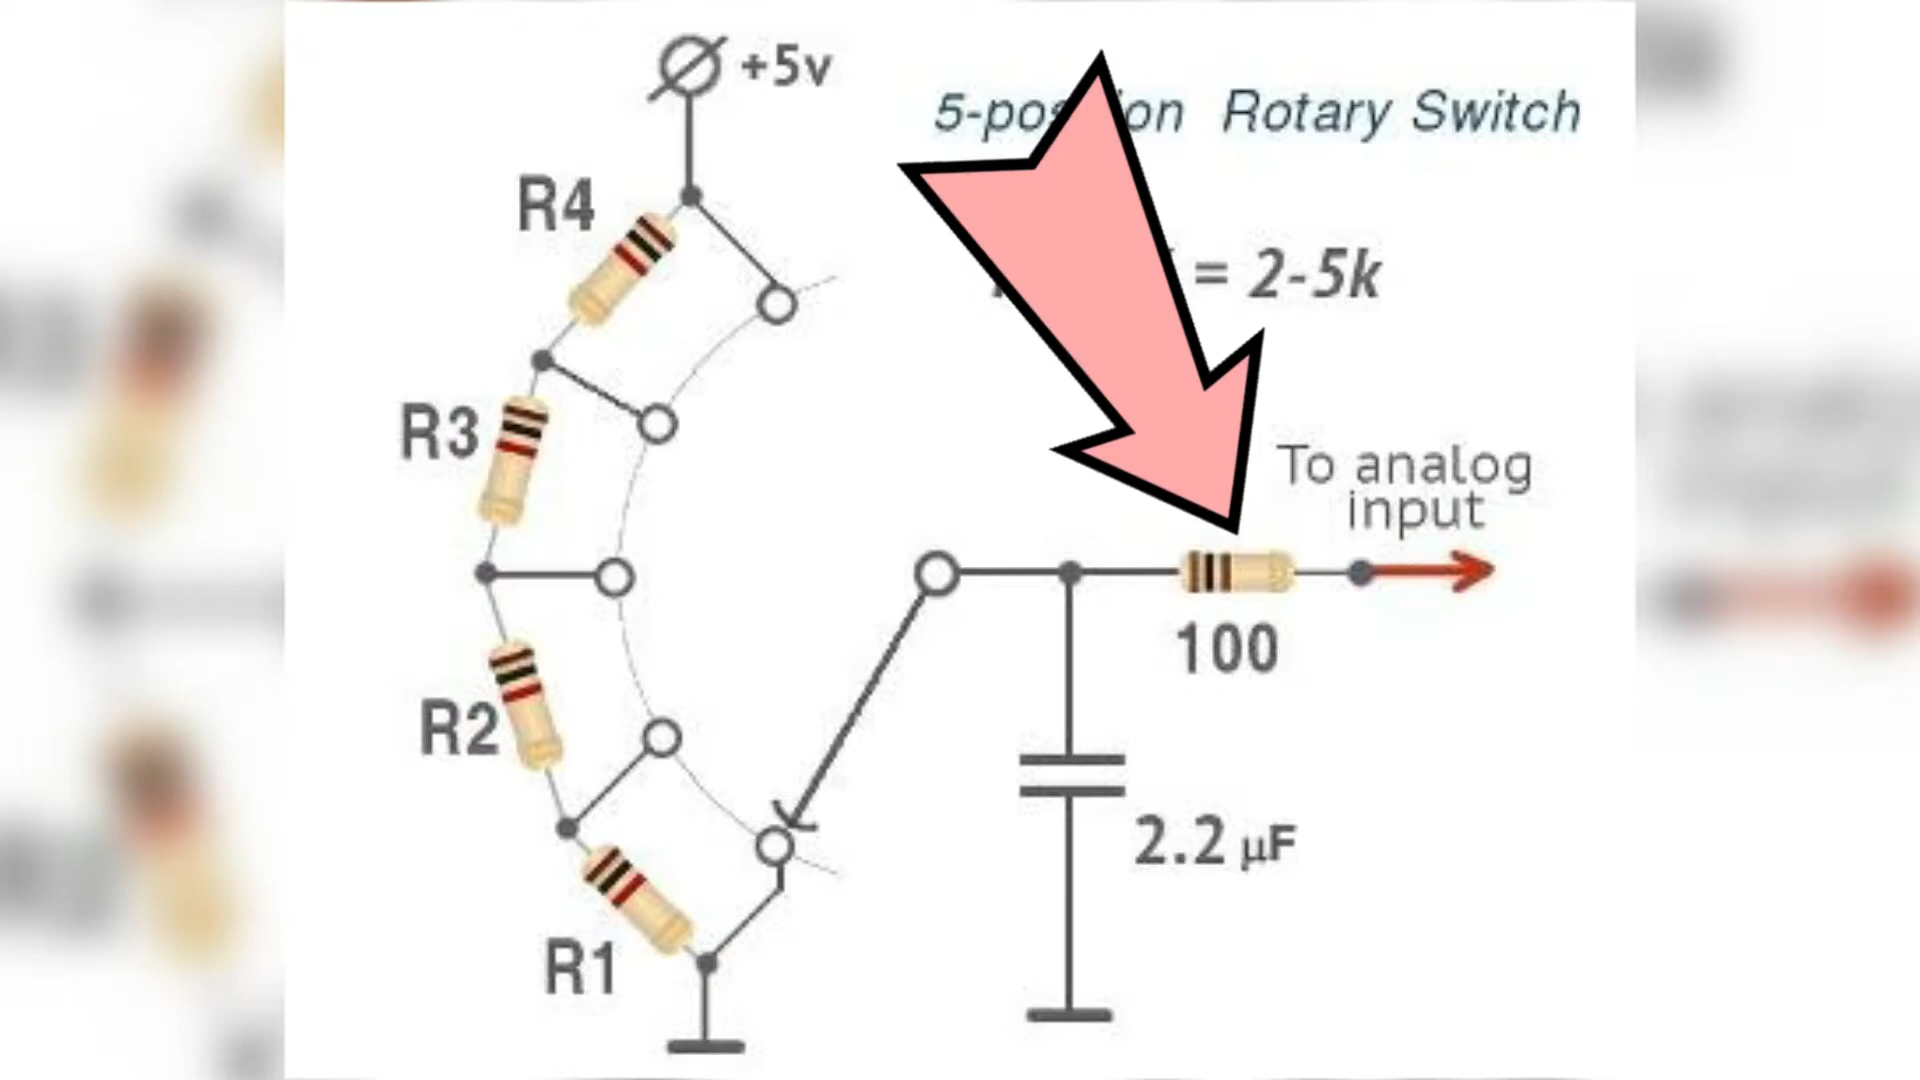 +5v
5-pos on Rotary Switch
R4
= 2-5k
R3
To analog
input
100
R2
2.2 µF
R1